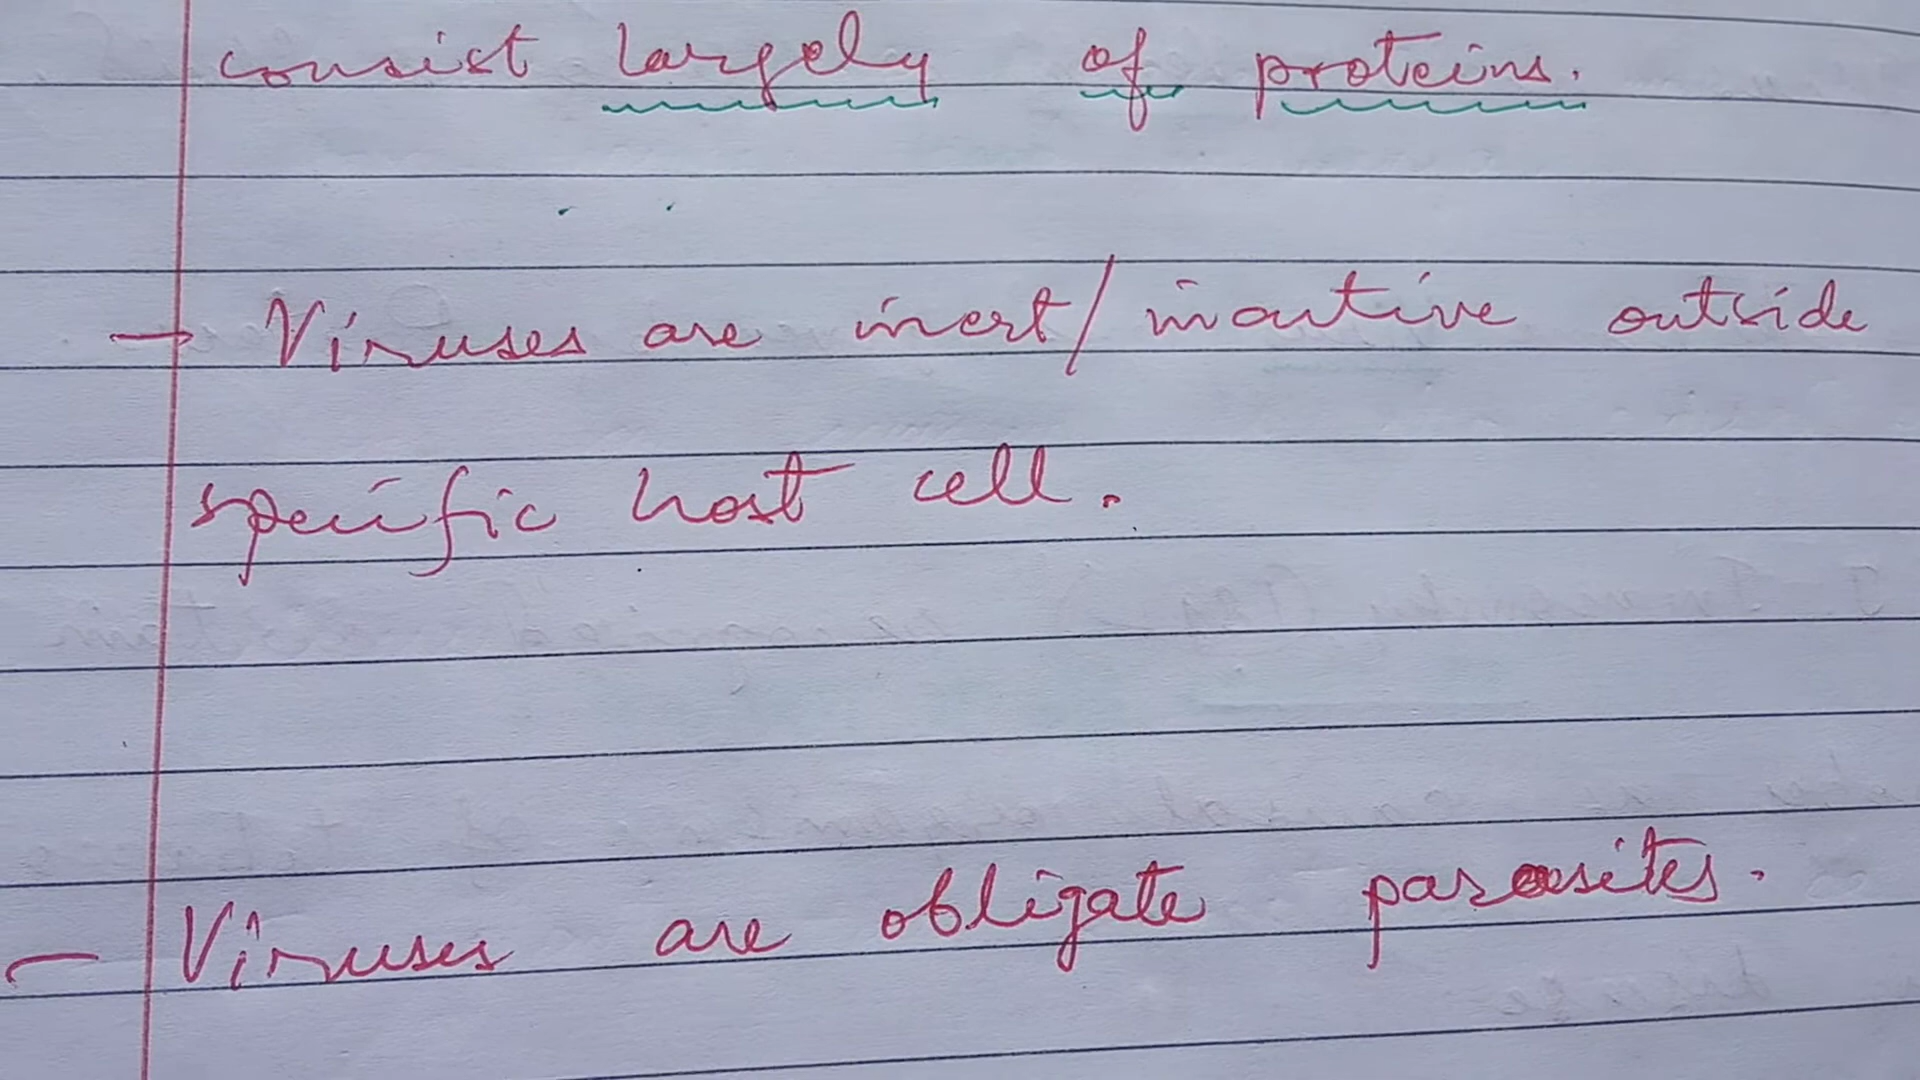 consist largely of proteins.
- Viruses are inert/inactive outside
specific host cell.
- Viruses are obligate parasites.